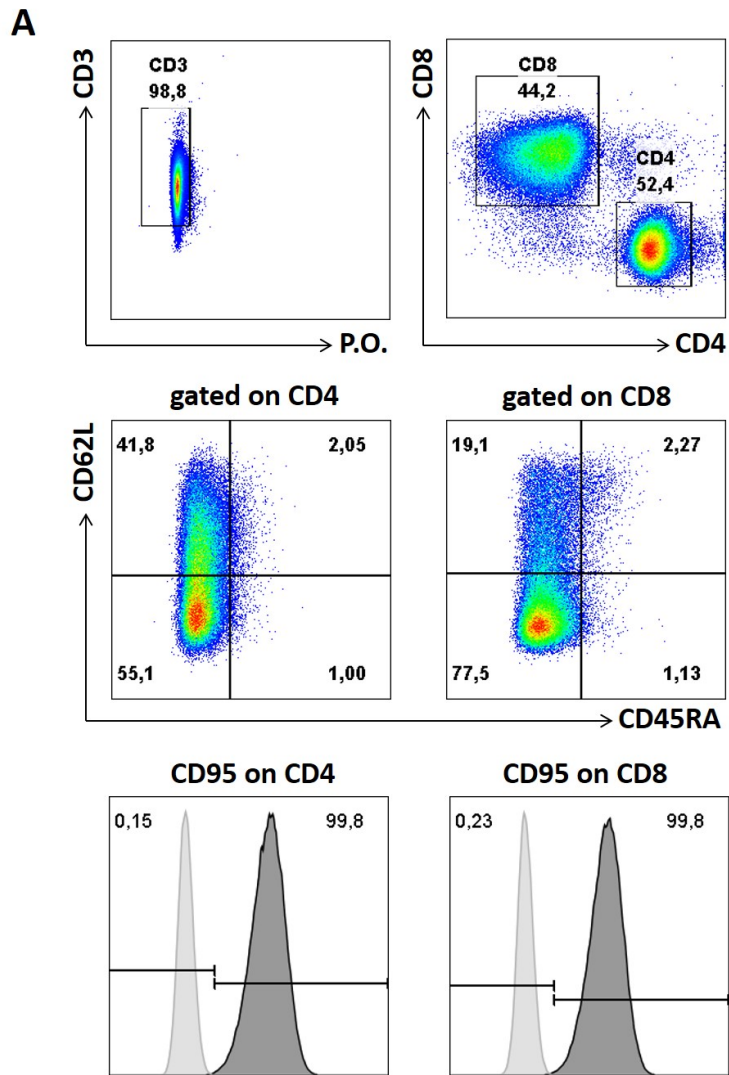 A
CD3
CD3
98,8
P.O.
CD8
CD8
44,2
CD4
52,4
CD4
gated on CD4
gated on CD8
CD62L
41,8
2,05
55,1
1,00
19,1
2,27
77,5
1,13
CD45RA
CD95 on CD4
CD95 on CD8
0,15
99,8
0,23
99,8